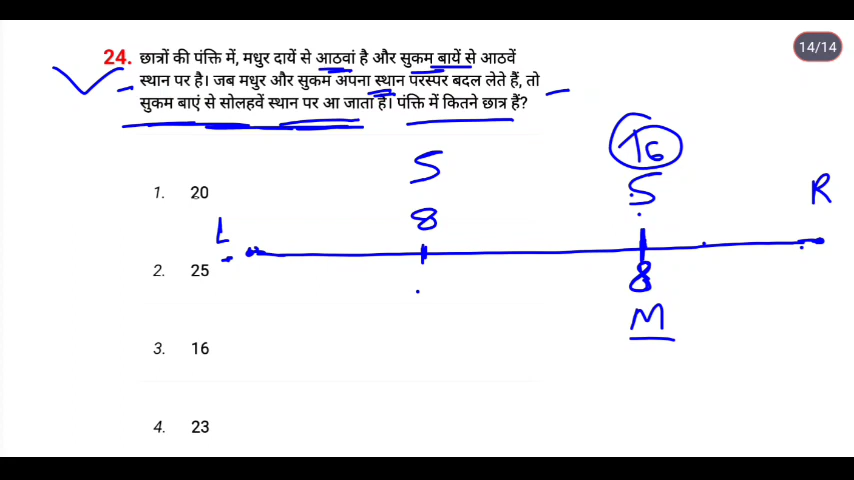 14/14
24. छात्रों की पंक्ति में, मधुर दायें से आठवां है और सुकम बायें से आठवें
स्थान पर है। जब मधुर और सुकम अपना स्थान परस्पर बदल लेते हैं, तो
सुकम बाएं से सोलहवें स्थान पर आ जाता है। पंक्ति में कितने छात्र हैं?
16
S
S
R
1. 20
8
L
2. 25
8
M
3. 16
4. 23